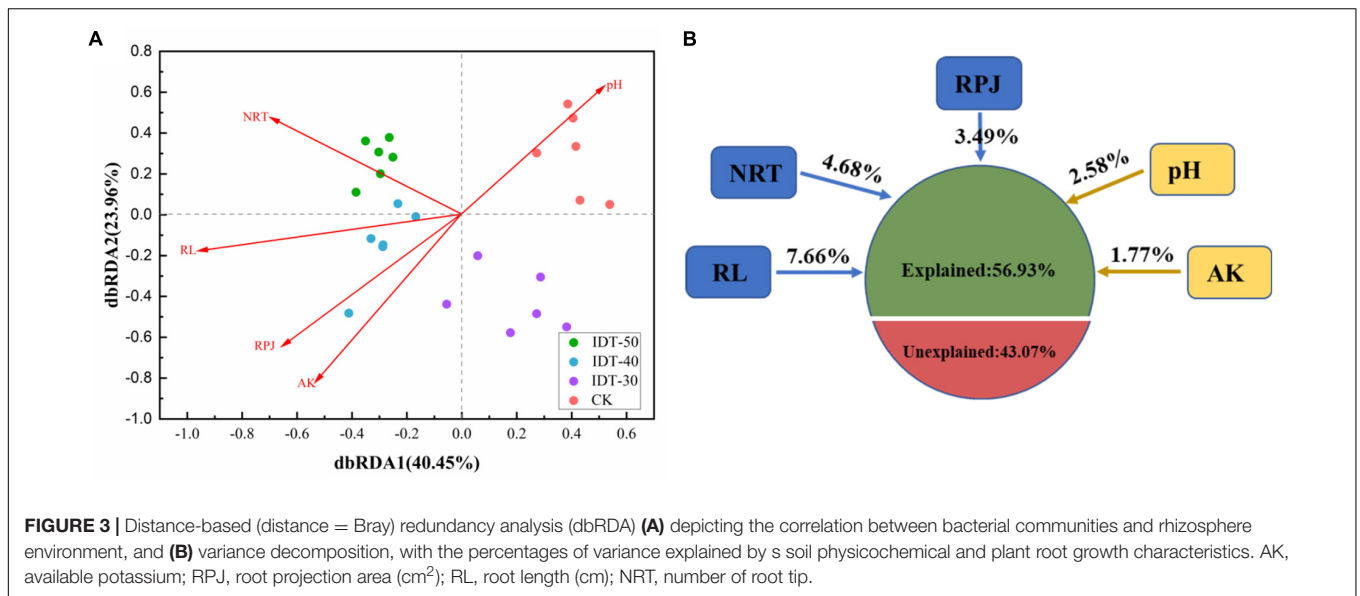 A
0.8
0.6
0.4
0.2
0.0
-0.2
-0.4
-0.6
-0.8
-1.0
dbRDA2(23.96%)
pH
NRT
RL
RPJ
AK
IDT-50
IDT-40
IDT-30
CK
-1.0 -0.8 -0.6 -0.4 -0.2 0.0 0.2 0.4 0.6
dbRDA1(40.45%)
B
RPJ
3.49%
NRT
4.68%
2.58%
pH
RL
7.66%
1.77%
AK
Explained:56.93%
Unexplained:43.07%
FIGURE 3 | Distance-based (distance = Bray) redundancy analysis (dbRDA) (A) depicting the correlation between bacterial communities and rhizosphere
environment, and (B) variance decomposition, with the percentages of variance explained by s soil physicochemical and plant root growth characteristics. AK,
available potassium; RPJ, root projection area (cm²); RL, root length (cm); NRT, number of root tip.